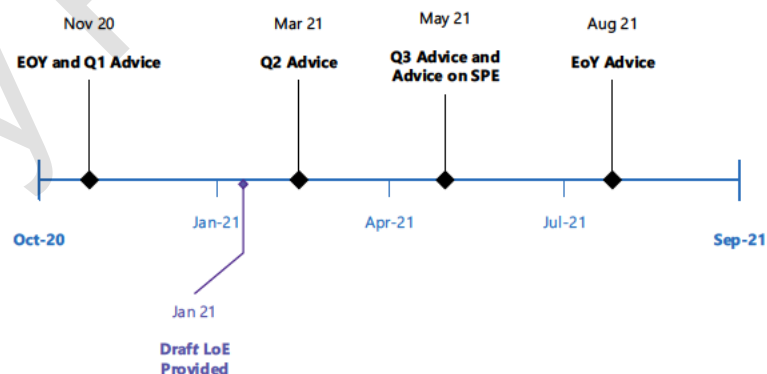 Nov 20
Mar 21
May 21
Aug 21
EOY and Q1 Advice
Q2 Advice
Q3 Advice and
Advice on SPE
EoY Advice
Jan-21
Apr-21
Jul-21
Oct-20
Sep-21
Jan 21
Draft LoE
Provided